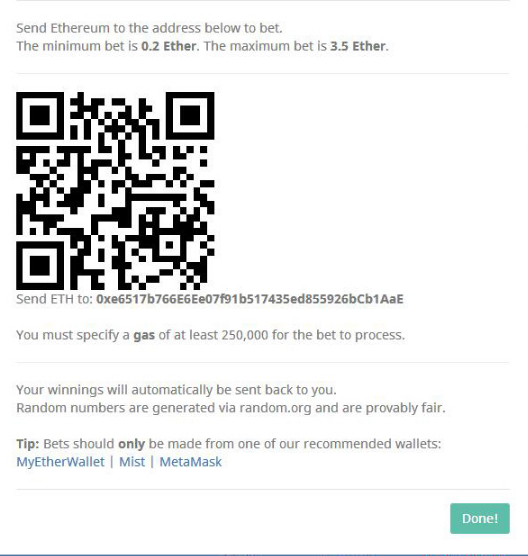 Send Ethereum to the address below to bet.
The minimum bet is 0.2 Ether. The maximum bet is 3.5 Ether.
Send ETH to: 0xe6517b766E6Ee07f91b517435ed855926bCb1AaE
You must specify a gas of at least 250,000 for the bet to process.
Your winnings will automatically be sent back to you.
Random numbers are generated via random.org and are provably fair.
Tip: Bets should only be made from one of our recommended wallets:
MyEtherWallet | Mist | MetaMask
Done!